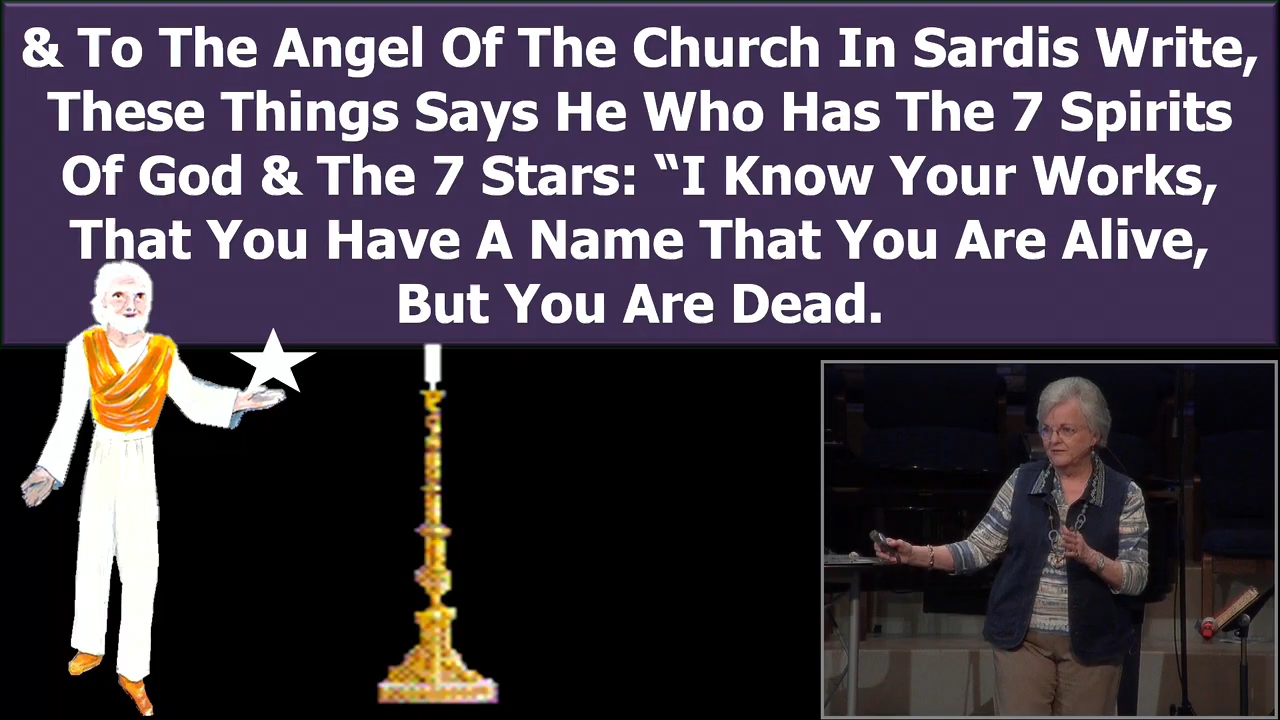 & To The Angel Of The Church In Sardis Write,
These Things Says He Who Has The 7 Spirits
Of God & The 7 Stars: “I Know Your Works,
That You Have A Name That You Are Alive,
But You Are Dead.